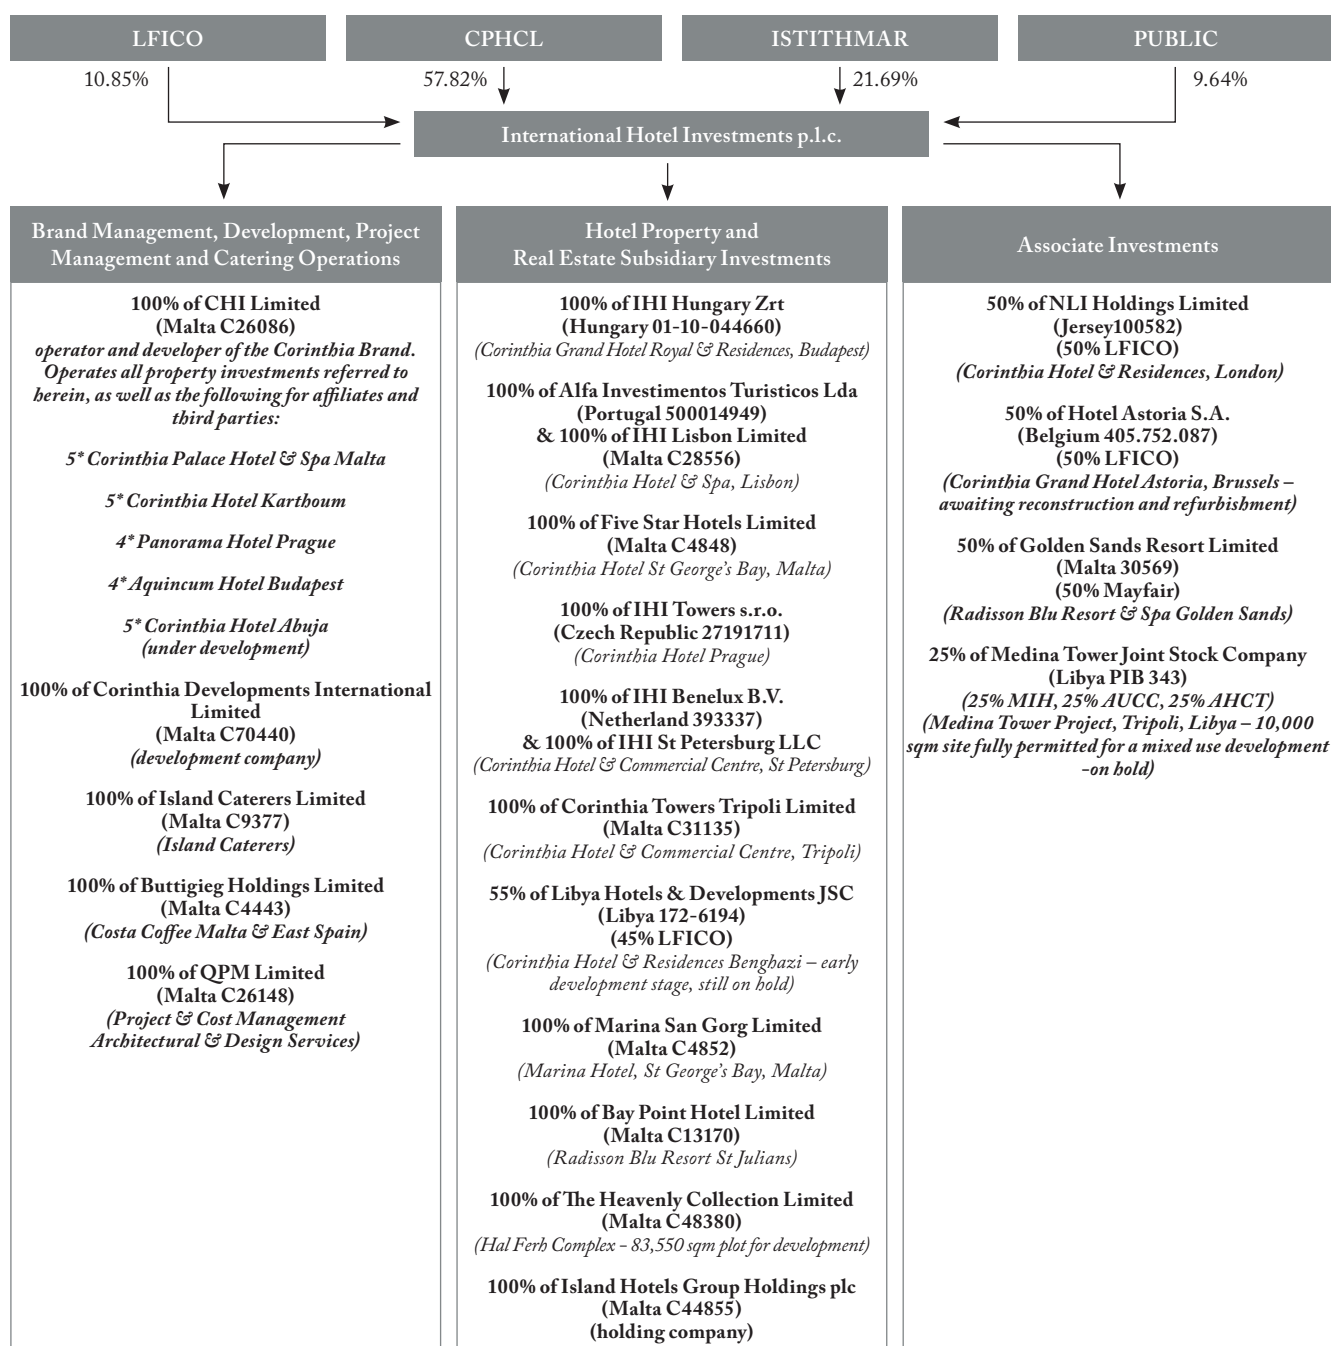 LFICO
CPHCL
ISTITHMAR
PUBLIC
10.85%
57.82%
21.69%
9.64%
International Hotel Investments p.l.c.
Brand Management, Development, Project
Management and Catering Operations
100% of CHI Limited
(Malta C26086)
operator and developer of the Corinthia Brand.
Operates all property investments referred to
herein, as well as the following for affiliates and
third parties:
5* Corinthia Palace Hotel & Spa Malta
5* Corinthia Hotel Karthoum
4* Panorama Hotel Prague
4* Aquincum Hotel Budapest
5* Corinthia Hotel Abuja
(under development)
100% of Corinthia Developments International
Limited
(Malta C70440)
(development company)
100% of Island Caterers Limited
(Malta C9377)
(Island Caterers)
100% of Buttigieg Holdings Limited
(Malta C4443)
(Costa Coffee Malta & East Spain)
100% of QPM Limited
(Malta C26148)
(Project & Cost Management
Architectural & Design Services)
Hotel Property and
Real Estate Subsidiary Investments
100% of IHI Hungary Zrt
(Hungary 01-10-044660)
(Corinthia Grand Hotel Royal & Residences, Budapest)
100% of Alfa Investimentos Turisticos Lda
(Portugal 500014949)
& 100% of IHI Lisbon Limited
(Malta C28556)
(Corinthia Hotel & Spa, Lisbon)
100% of Five Star Hotels Limited
(Malta C4848)
(Corinthia Hotel St George's Bay, Malta)
100% of IHI Towers s.r.o.
(Czech Republic 27191711)
(Corinthia Hotel Prague)
100% of IHI Benelux B.V.
(Netherland 393337)
& 100% of IHI St Petersburg LLC
(Corinthia Hotel & Commercial Centre, St Petersburg)
100% of Corinthia Towers Tripoli Limited
(Malta C31135)
(Corinthia Hotel & Commercial Centre, Tripoli)
55% of Libya Hotels & Developments JSC
(Libya 172-6194)
(45% LFICO)
(Corinthia Hotel & Residences Benghazi – early
development stage, still on hold)
100% of Marina San Gorg Limited
(Malta C4852)
(Marina Hotel, St George's Bay, Malta)
100% of Bay Point Hotel Limited
(Malta C13170)
(Radisson Blu Resort St Julians)
100% of The Heavenly Collection Limited
(Malta C48380)
(Hal Ferh Complex - 83,550 sqm plot for development)
100% of Island Hotels Group Holdings plc
(Malta C44855)
(holding company)
Associate Investments
50% of NLI Holdings Limited
(Jersey100582)
(50% LFICO)
(Corinthia Hotel & Residences, London)
50% of Hotel Astoria S.A.
(Belgium 405.752.087)
(50% LFICO)
(Corinthia Grand Hotel Astoria, Brussels –
awaiting reconstruction and refurbishment)
50% of Golden Sands Resort Limited
(Malta 30569)
(50% Mayfair)
(Radisson Blu Resort & Spa Golden Sands)
25% of Medina Tower Joint Stock Company
(Libya PIB 343)
(25% MIH, 25% AUCC, 25% AHCT)
(Medina Tower Project, Tripoli, Libya – 10,000
sqm site fully permitted for a mixed use development
-on hold)